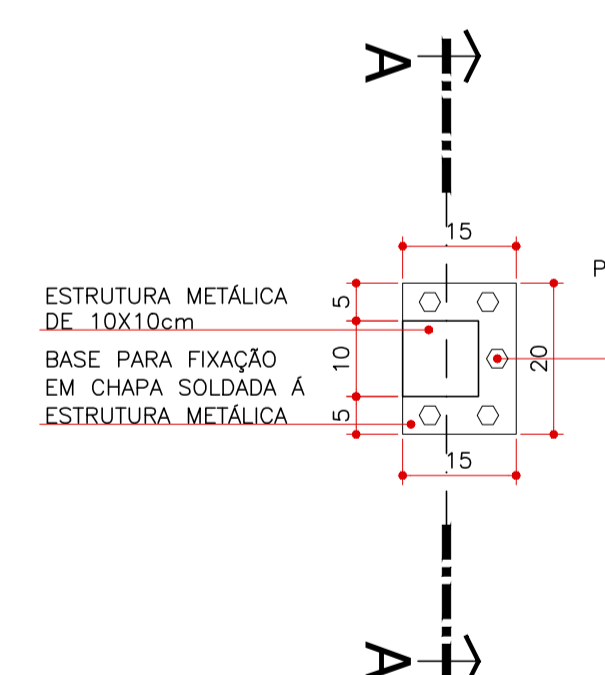 A
15
P
ESTRUTURA METÁLICA
DE 10X10cm
5
BASE PARA FIXAÇÃO
EM CHAPA SOLDADA Á
ESTRUTURA METÁLICA
10
20
5
15
A